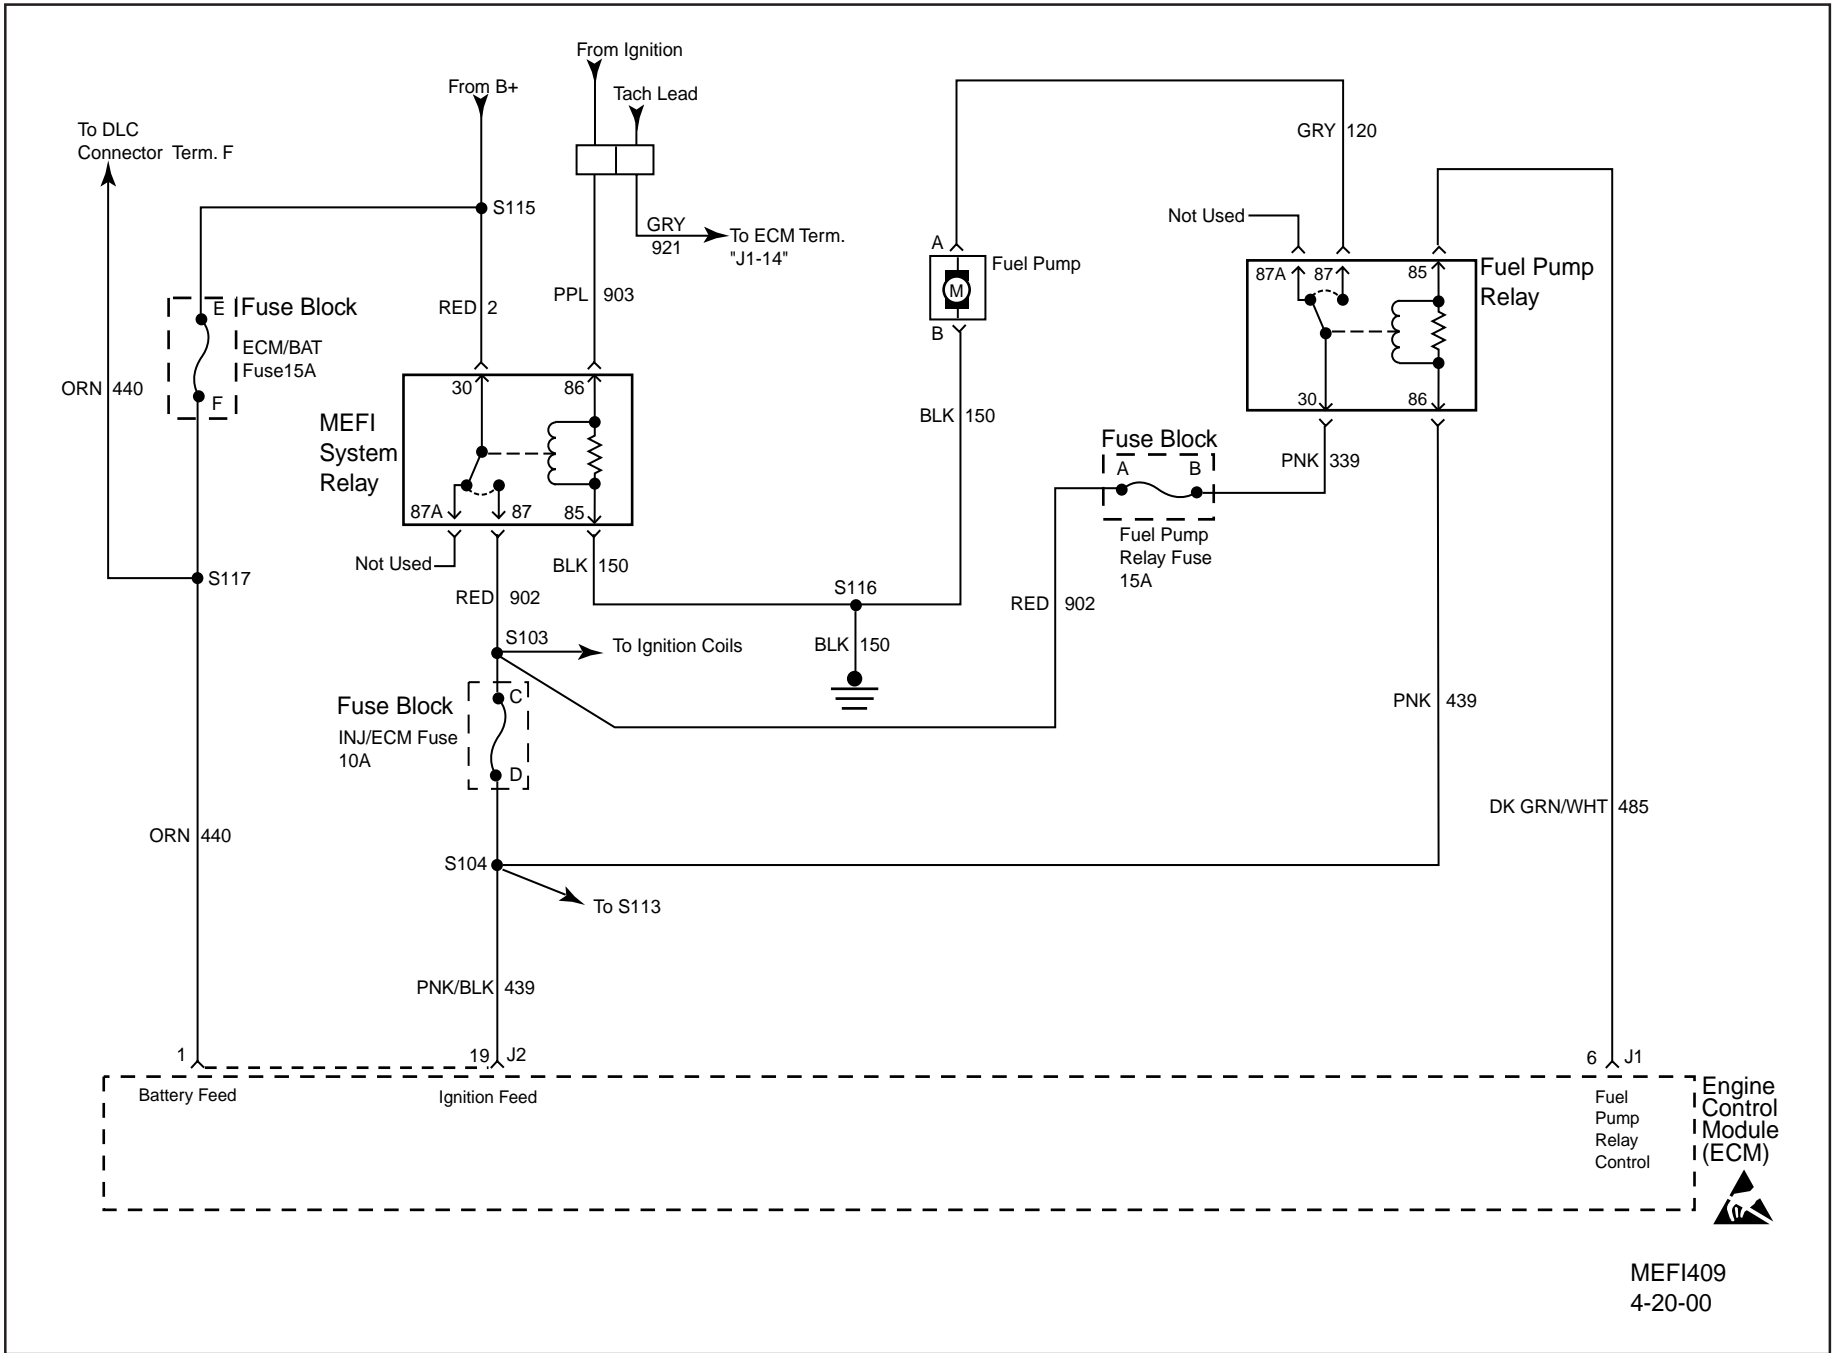 From Ignition
From B+
Tach Lead
To DLC
Connector Term. F
GRY 120
S115
Not Used
GRY
921
To ECM Term.
"J1-14"
A
Fuel Pump
M
B
87A
87
85
Fuel Pump
Relay
30
86
E
Fuse Block
ECM/BAT
Fuse15A
F
RED 2
PPL 903
ORN 440
30
86
MEFI
System
Relay
87A
87
85
BLK 150
Fuse Block
A
B
PNK 339
Fuel Pump
Relay Fuse
15A
Not Used
BLK 150
S117
RED 902
S116
RED 902
S103
To Ignition Coils
BLK 150
Fuse Block
INJ/ECM Fuse
10A
C
D
PNK 439
DK GRN/WHT 485
ORN 440
S104
To S113
PNK/BLK 439
1
19
J2
6
J1
Battery Feed
Ignition Feed
Fuel
Pump
Relay
Control
Engine
Control
Module
(ECM)
MEFI409
4-20-00